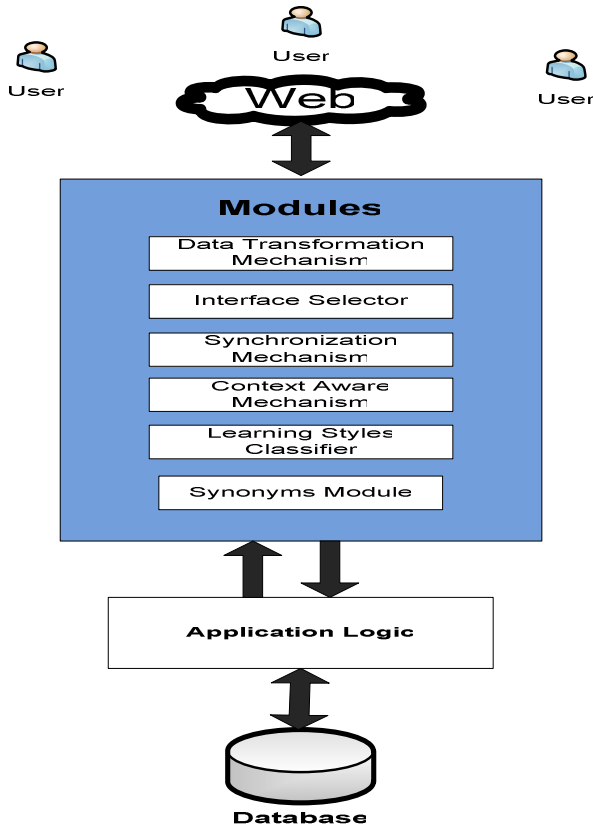 User
User
User
Web
Modules
Data Transformation
Mechanism
Interface Selector
Synchronization
Mechanism
Context Aware
Mechanism
Learning Styles
Classifier
Synonyms Module
Application Logic
Database